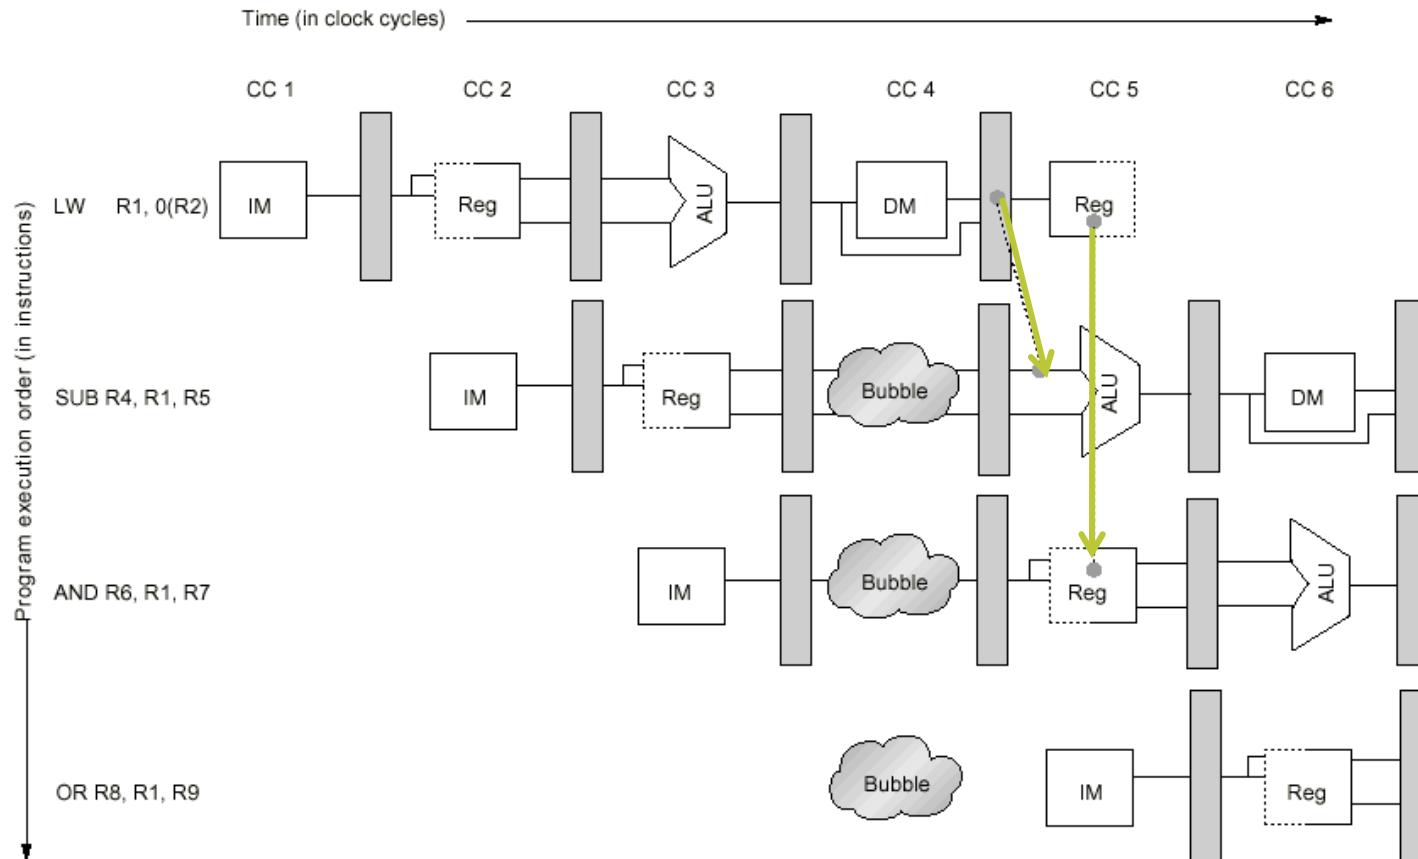 Time (in clock cycles)
CC 1 CC 2 CC 3 CC 4 CC 5 CC 6
Program execution order (in instructions)
LW R1, 0(R2) IM Reg ALU DM Reg
SUB R4, R1, R5 IM Reg Bubble ALU DM
AND R6, R1, R7 IM Bubble Reg ALU
OR R8, R1, R9 Bubble IM Reg